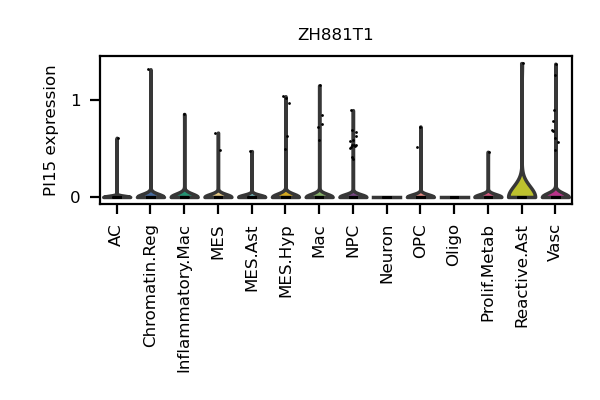 ZH881T1
PI15 expression
1
0
AC
Chromatin.Reg
Inflammatory.Mac
MES
MES.Ast
MES.Hyp
Mac
NPC
Neuron
OPC
Oligo
Prolif.Metab
Reactive.Ast
Vasc